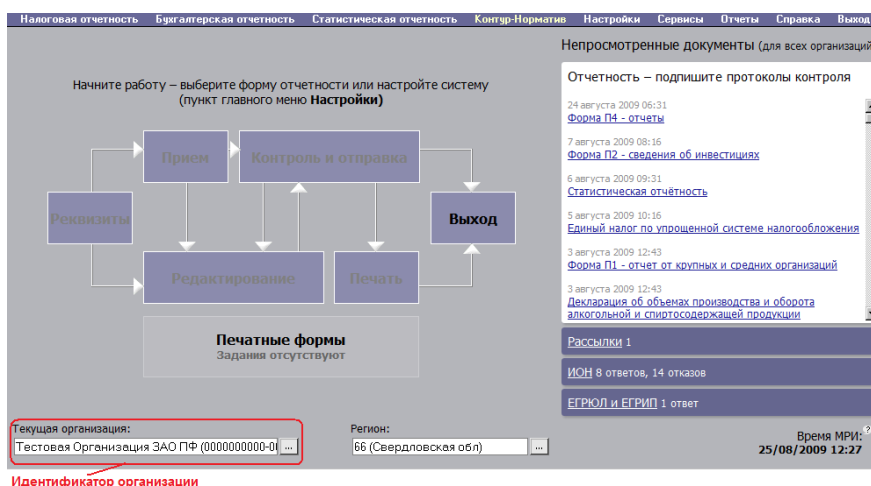 Налоговая отчетность Бухгалтерская отчетность Статистическая отчетность Контур-Норматив Настройки Сервисы Отчеты Справка Выход
Непросмотренные документы (для всех организаций
Начните работу – выберите форму отчетности или настройте систему
(пункт главного меню Настройки)
Прием
Контроль и отправка
Реквизиты
Выход
Редактирование
Печать
Печатные формы
Задания отсутствуют
Отчетность – подпишите протоколы контроля
24 августа 2009 06:31
Форма П4 - отчеты
7 августа 2009 08:16
Форма П2 - сведения об инвестициях
6 августа 2009 09:31
Статистическая отчётность
5 августа 2009 10:16
Единый налог по упрощенной системе налогообложения
3 августа 2009 12:43
Форма П1 - отчет от крупных и средних организаций
3 августа 2009 12:43
Декларация об объемах производства и оборота
алкогольной и спиртосодержащей продукции
Рассылки 1
ИОН 8 ответов, 14 отказов
ЕГРЮЛ и ЕГРИП 1 ответ
Текущая организация:
Тестовая Организация ЗАО ПФ (0000000000-0 ...
Регион:
66 (Свердловская обл) ...
Время МРИ: ?
25/08/2009 12:27
Идентификатор организации